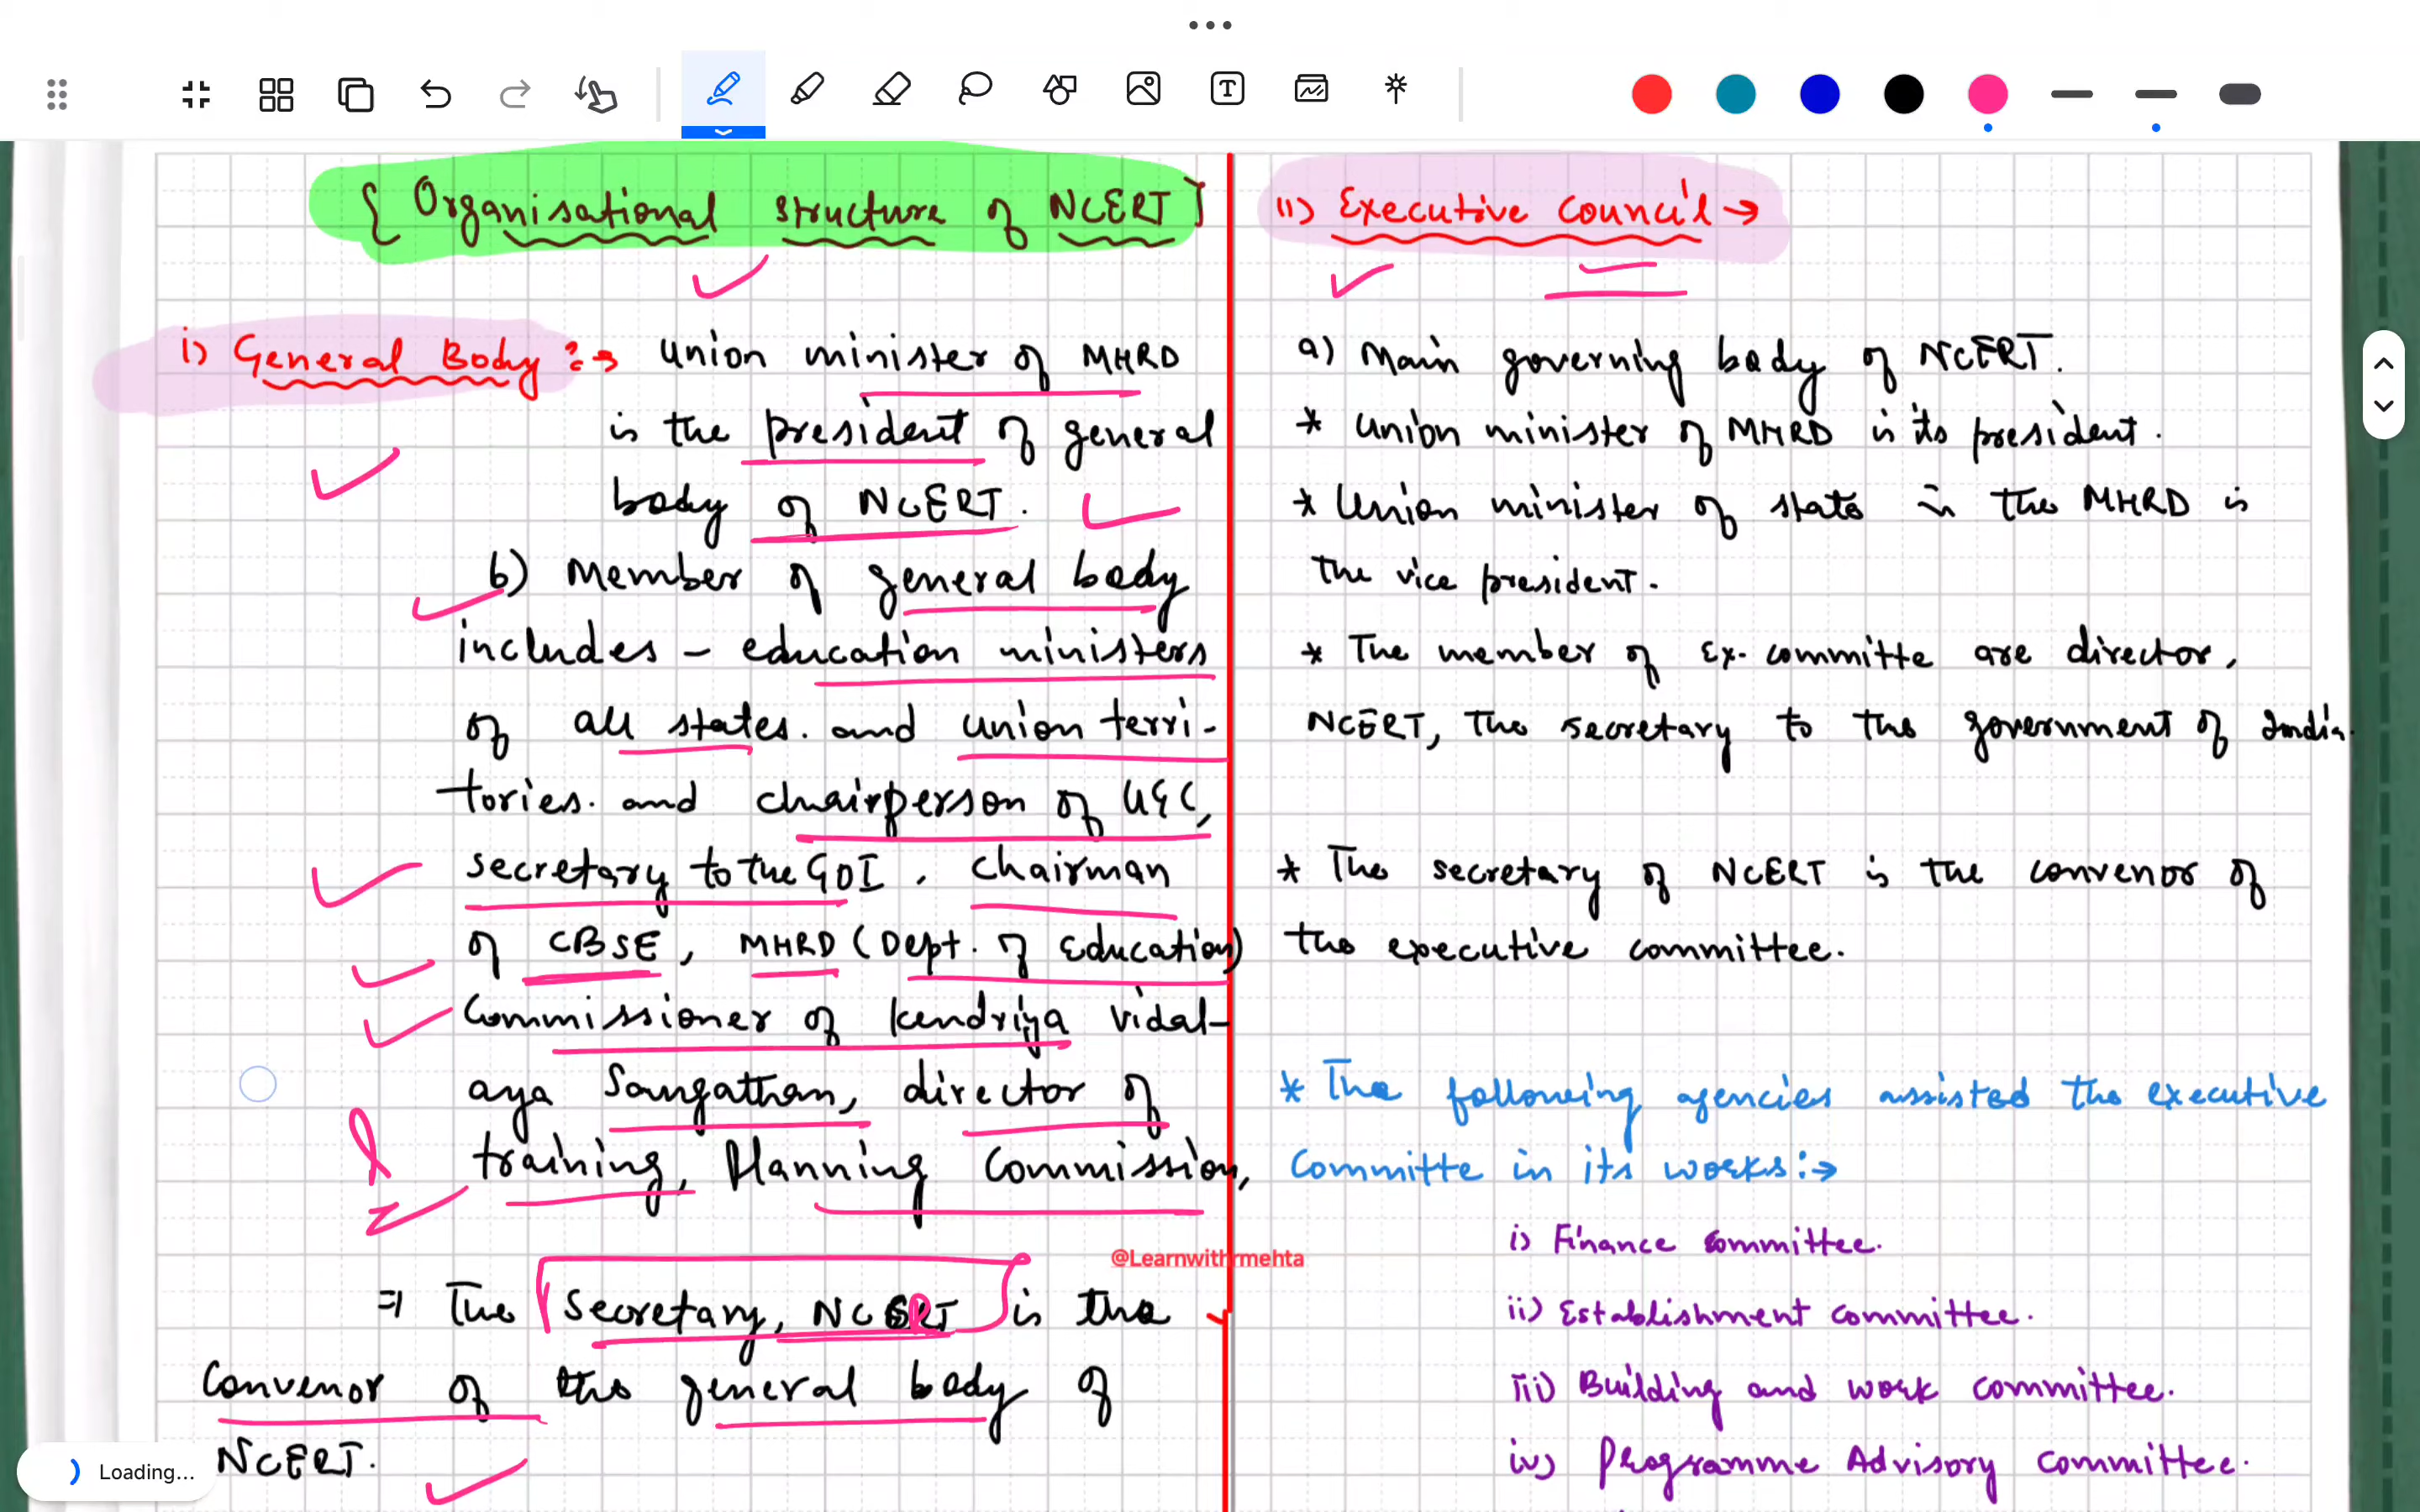 { Organisational structure of NCERT }
i) General Body :→ union minister of MHRD
is the president of general
body of NCERT.
b) Member of general body
includes – education ministers
of all states. and union terri-
tories. and chairperson of UGC,
secretary to the GOI, chairman
of CBSE, MHRD (Dept. of Education)
Commissioner of kendriya vidal-
aya Sangathan, director of
training, Planning Commission,
⇒ The Secretary, NCERT is the
Convenor of the general body of
NCERT.
ii) Executive Council →
a) Main governing body of NCERT.
* Union minister of MHRD is its president.
* Union minister of state in the MHRD is
the vice president.
* The member of Ex. committe are director,
NCERT, The secretary to the government of India.
* The secretary of NCERT is the convenor of
the executive committee.
* The following agencies assisted the executive
Committe in its works :→
i) Finance committee.
ii) Establishment committee.
iii) Building and work committee.
iv) Programme Advisory Committee.
@Learnwithrmehta
Loading...